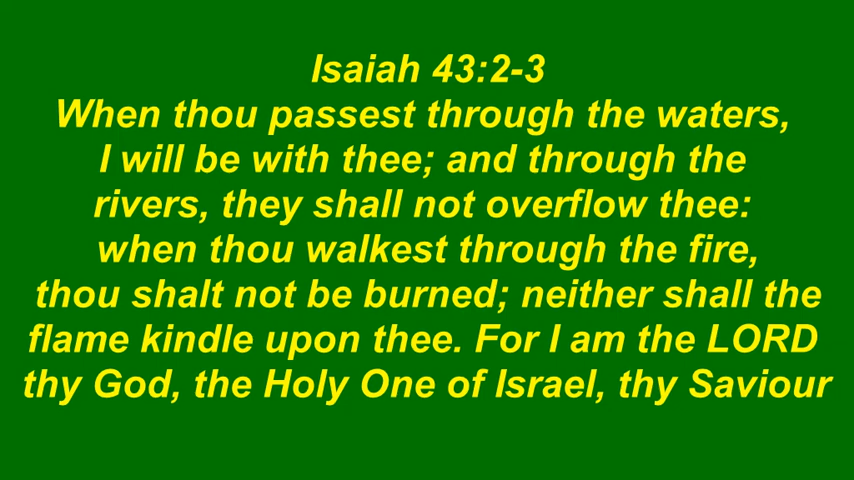 Isaiah 43:2-3
When thou passest through the waters,
I will be with thee; and through the
rivers, they shall not overflow thee:
when thou walkest through the fire,
thou shalt not be burned; neither shall the
flame kindle upon thee. For I am the LORD
thy God, the Holy One of Israel, thy Saviour